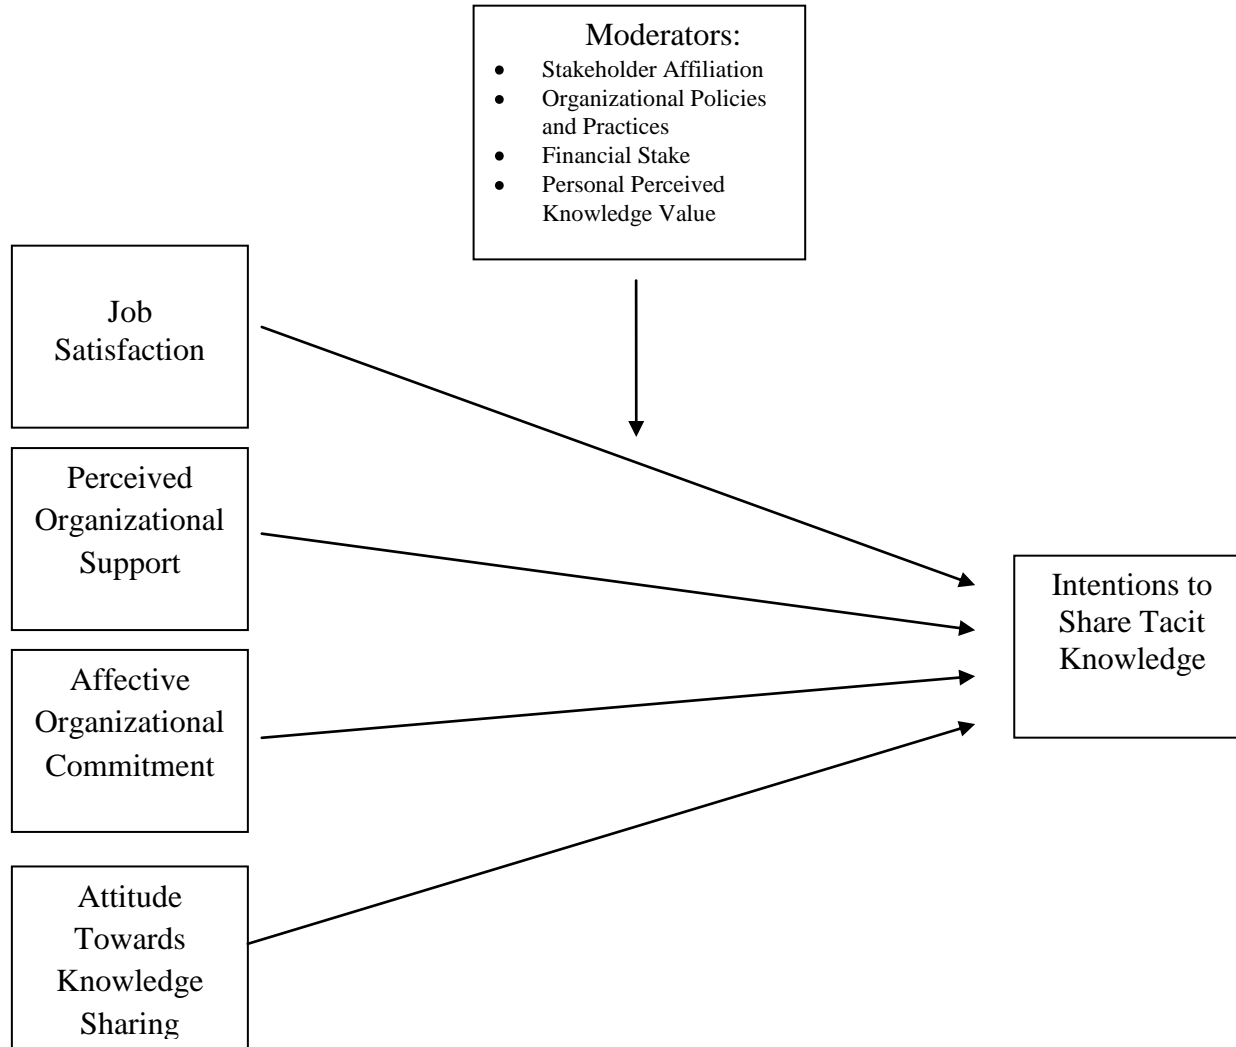 Moderators:
• Stakeholder Affiliation
• Organizational Policies
and Practices
• Financial Stake
• Personal Perceived
Knowledge Value
Job
Satisfaction
Perceived
Organizational
Support
Affective
Organizational
Commitment
Attitude
Towards
Knowledge
Sharing
Intentions to
Share Tacit
Knowledge